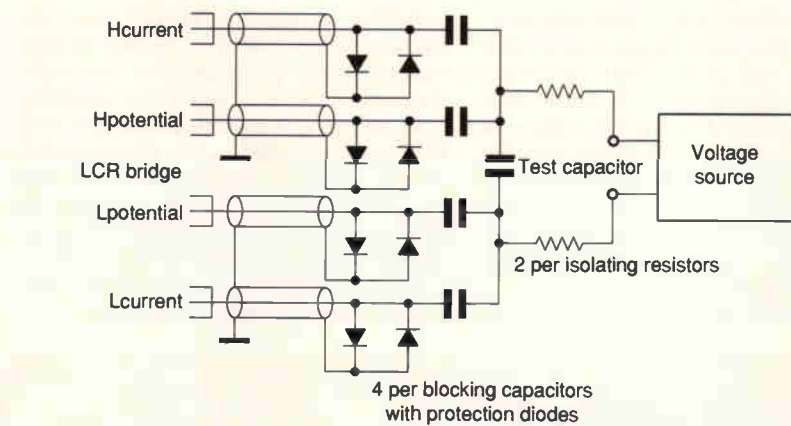 Hcurrent
Hpotential
LCR bridge
Lpotential
Lcurrent
Test capacitor
Voltage
source
2 per isolating resistors
4 per blocking capacitors
with protection diodes